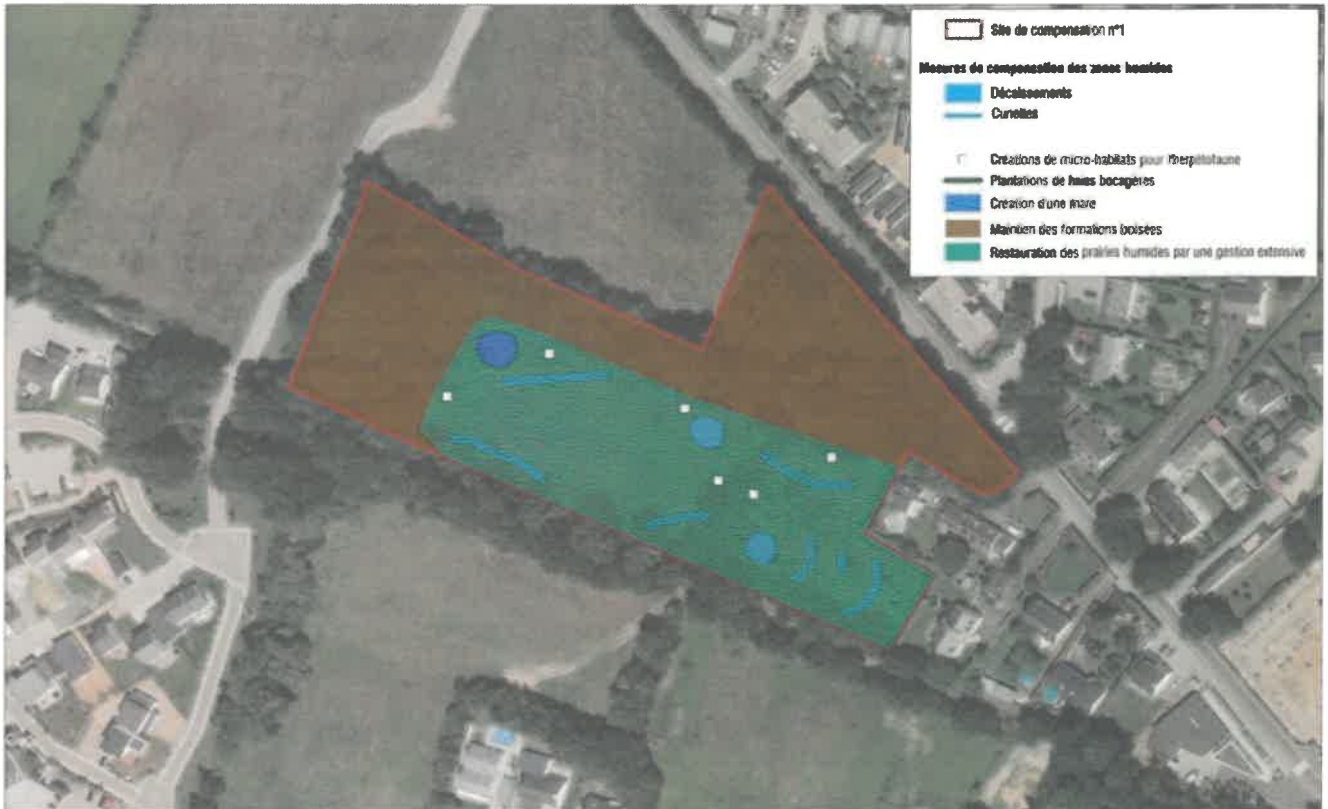 Site de compensation n°1
Mesures de compensation des zones humides
Décaissements
Cunettes
Créations de micro-habitats pour l'herpétofaune
Plantations de haies bocagères
Création d'une mare
Maintien des formations boisées
Restauration des prairies humides par une gestion extensive